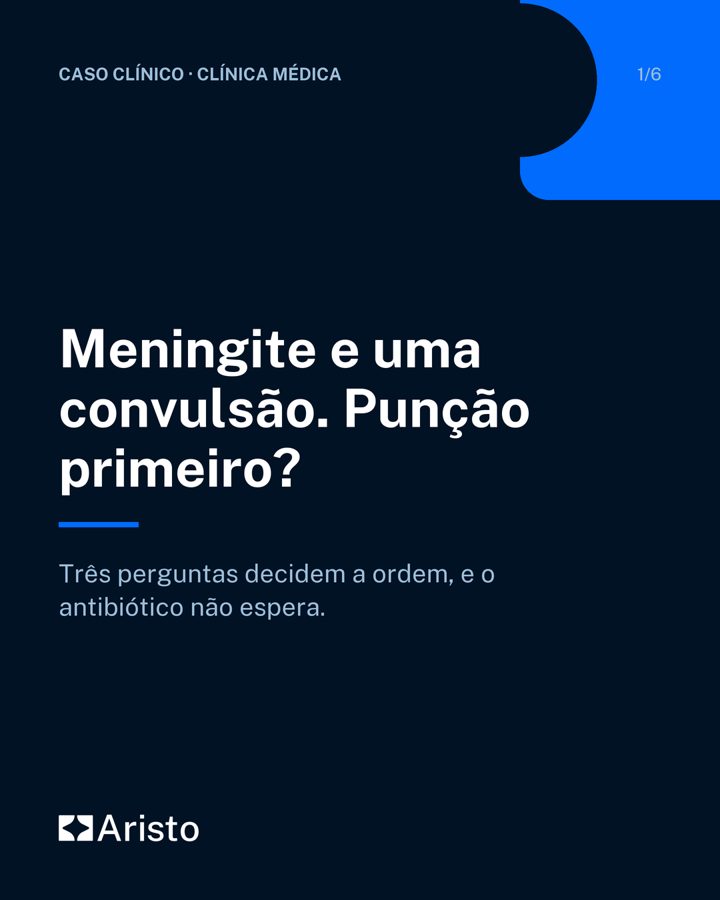 CASO CLÍNICO · CLÍNICA MÉDICA
1/6
Meningite e uma
convulsão. Punção
primeiro?
Três perguntas decidem a ordem, e o
antibiótico não espera.
Aristo